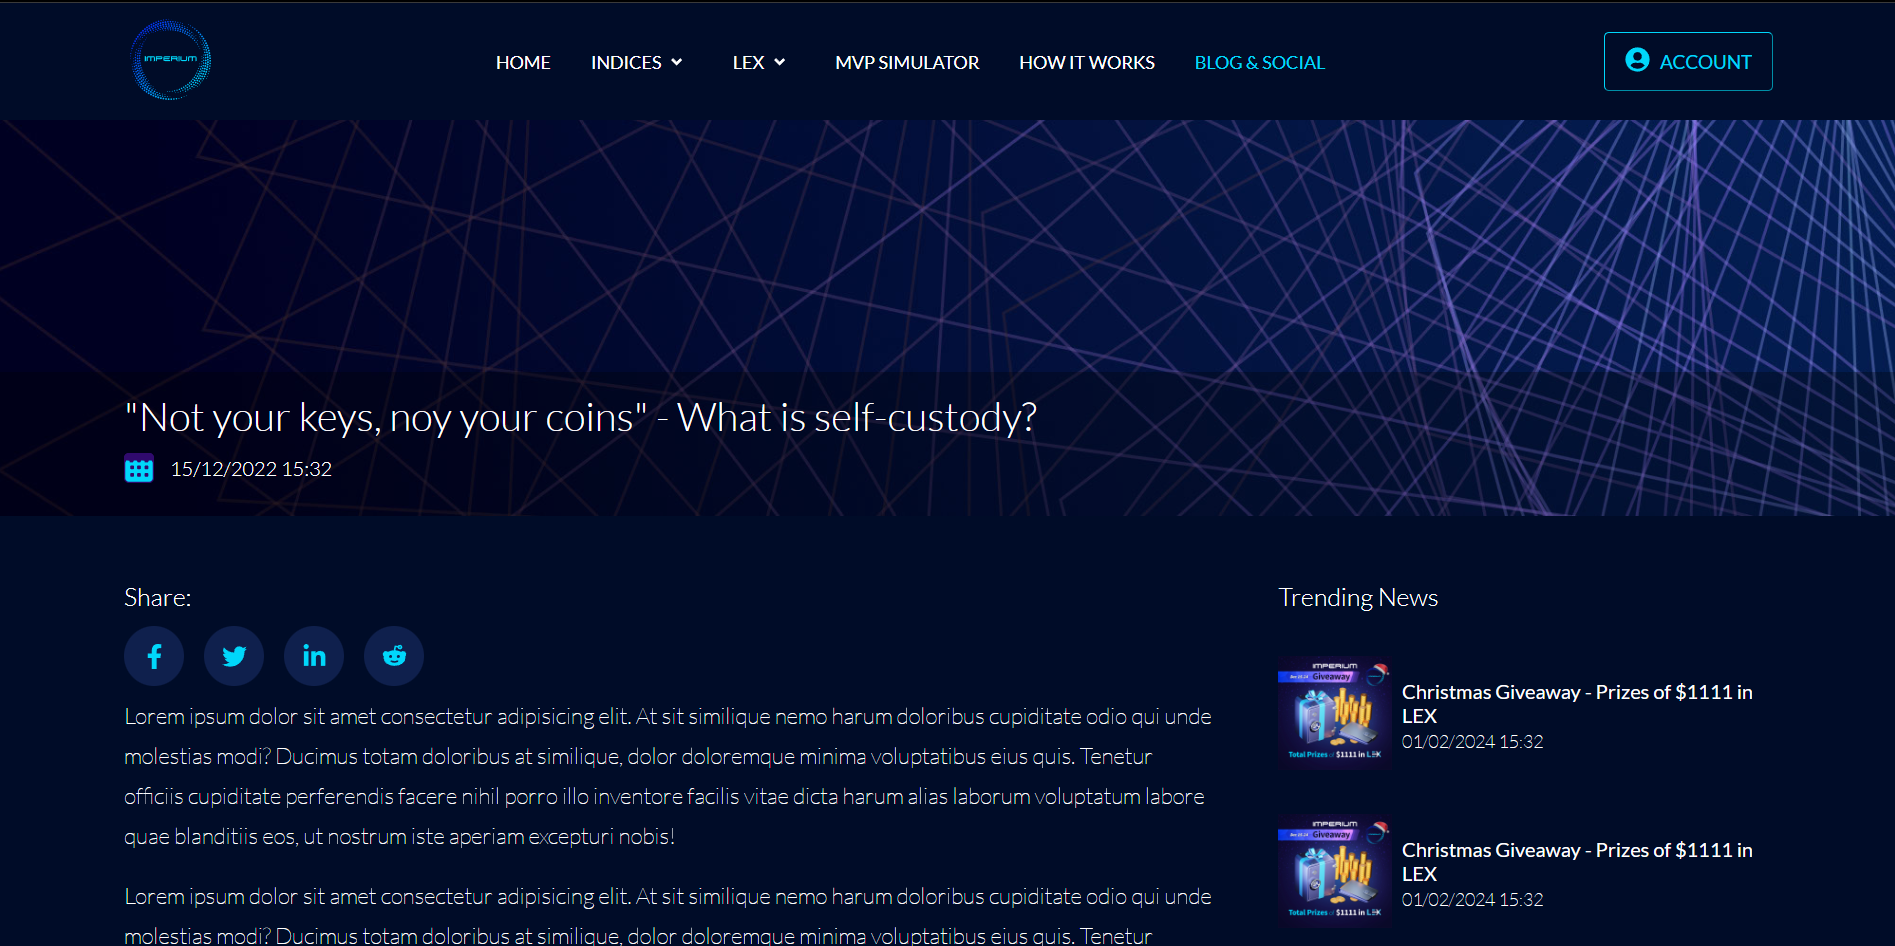 IMPERIUM
HOME INDICES LEX MVP SIMULATOR HOW IT WORKS BLOG & SOCIAL ACCOUNT
"Not your keys, noy your coins" - What is self-custody?
15/12/2022 15:32
Share:
Lorem ipsum dolor sit amet consectetur adipisicing elit. At sit similique nemo harum doloribus cupiditate odio qui unde
molestias modi? Ducimus totam doloribus at similique, dolor doloremque minima voluptatibus eius quis. Tenetur
officiis cupiditate perferendis facere nihil porro illo inventore facilis vitae dicta harum alias laborum voluptatum labore
quae blanditiis eos, ut nostrum iste aperiam excepturi nobis!
Lorem ipsum dolor sit amet consectetur adipisicing elit. At sit similique nemo harum doloribus cupiditate odio qui unde
molestias modi? Ducimus totam doloribus at similique, dolor doloremque minima voluptatibus eius quis. Tenetur
Trending News
IMPERIUM
Giveaway
Total Prizes of $1111 in LEX
Christmas Giveaway - Prizes of $1111 in
LEX
01/02/2024 15:32
IMPERIUM
Giveaway
Total Prizes of $1111 in LEX
Christmas Giveaway - Prizes of $1111 in
LEX
01/02/2024 15:32